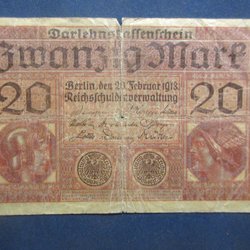 Darlehnskassenschein
Zwanzig Mark
Berlin, den 20. Februar 1918.
Reichsschuldenverwaltung
20 20